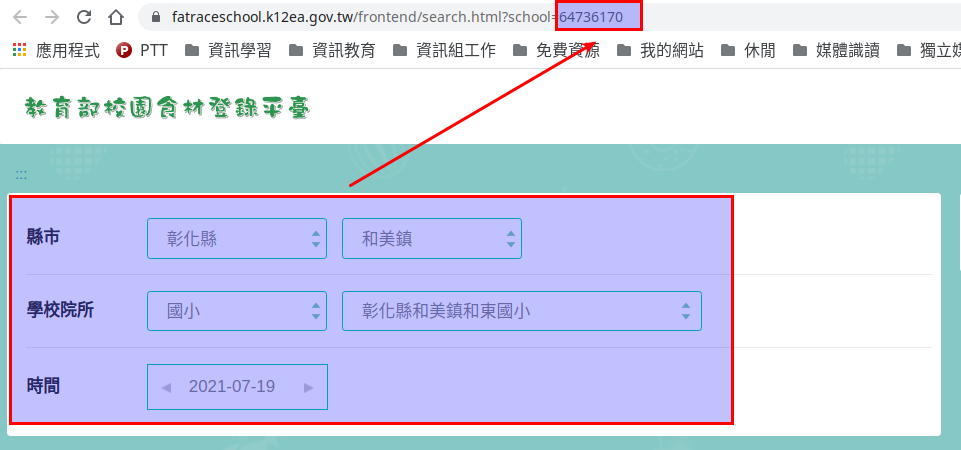 fatraceschool.k12ea.gov.tw/frontend/search.html?school=64736170
應用程式 PTT 資訊學習 資訊教育 資訊組工作 免費資源 我的網站 休閒 媒體識讀 獨立媒
教育部校園食材登錄平臺
:::
縣市 彰化縣 和美鎮
學校院所 國小 彰化縣和美鎮和東國小
時間 2021-07-19